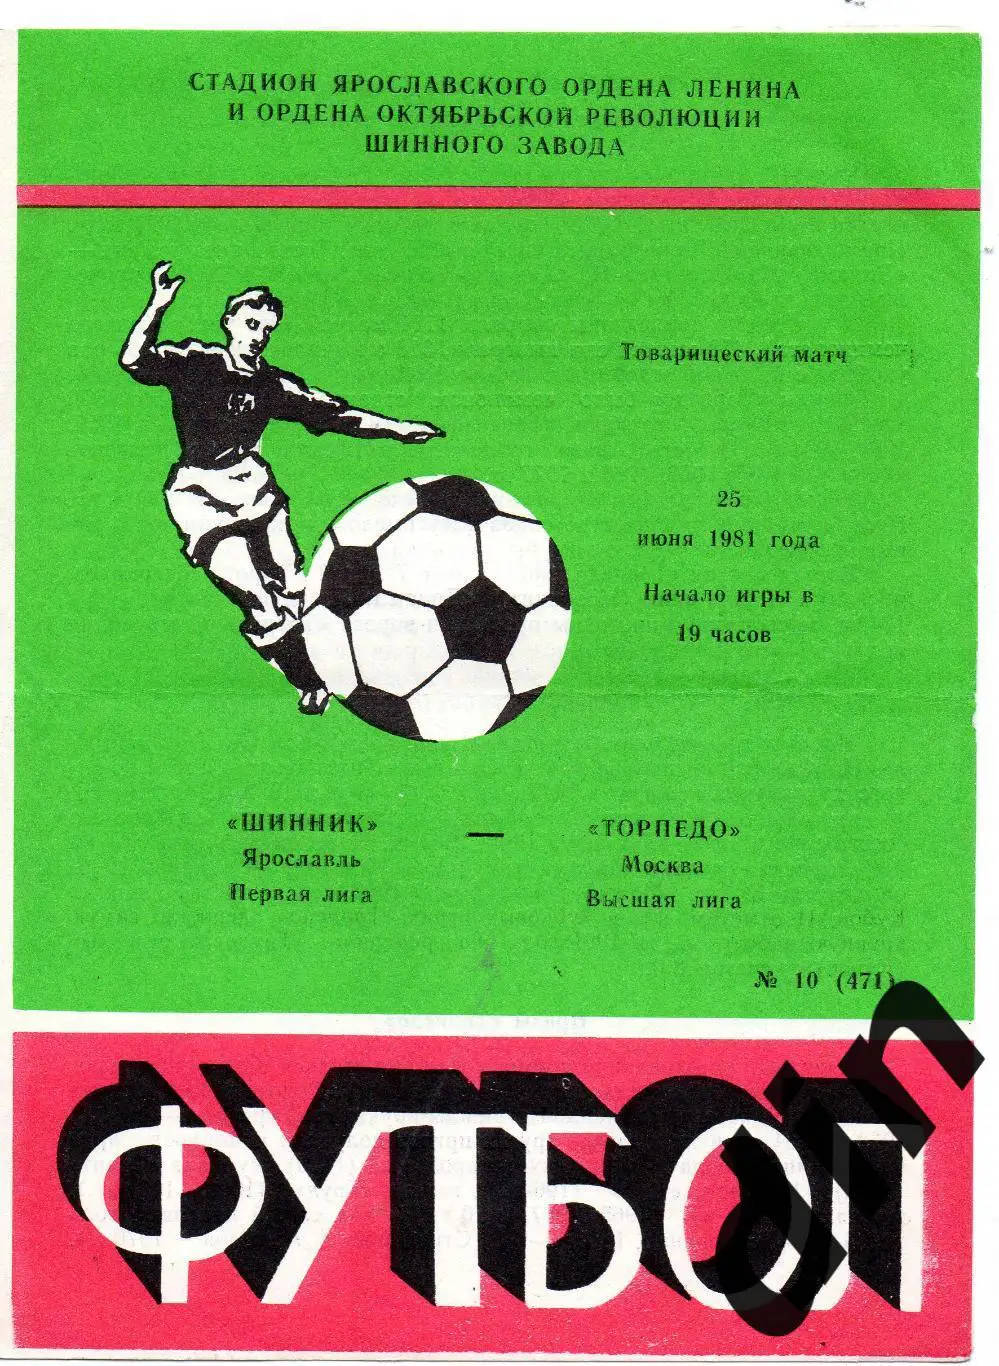 СТАДИОН ЯРОСЛАВСКОГО ОРДЕНА ЛЕНИНА
И ОРДЕНА ОКТЯБРЬСКОЙ РЕВОЛЮЦИИ
ШИННОГО ЗАВОДА
Товарищеский матч
25
июня 1981 года
Начало игры в
19 часов
«ШИННИК» — «ТОРПЕДО»
Ярославль Москва
Первая лига Высшая лига
№ 10 (471)
ФУТБОЛ